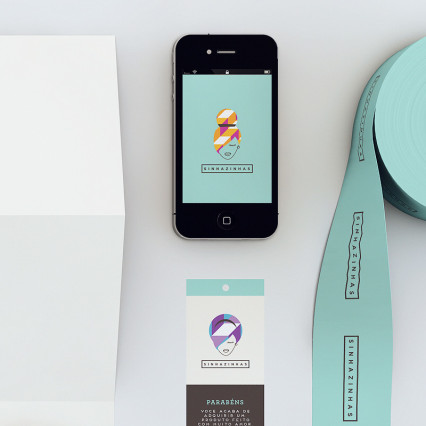 SINHAZINHAS
SINHAZINHAS
SINHAZINHAS
SINHAZINHAS
PARABÉNS
VOCÊ ACABA DE
ADQUIRIR UM
PRODUTO FEITO
COM MUITO AMOR